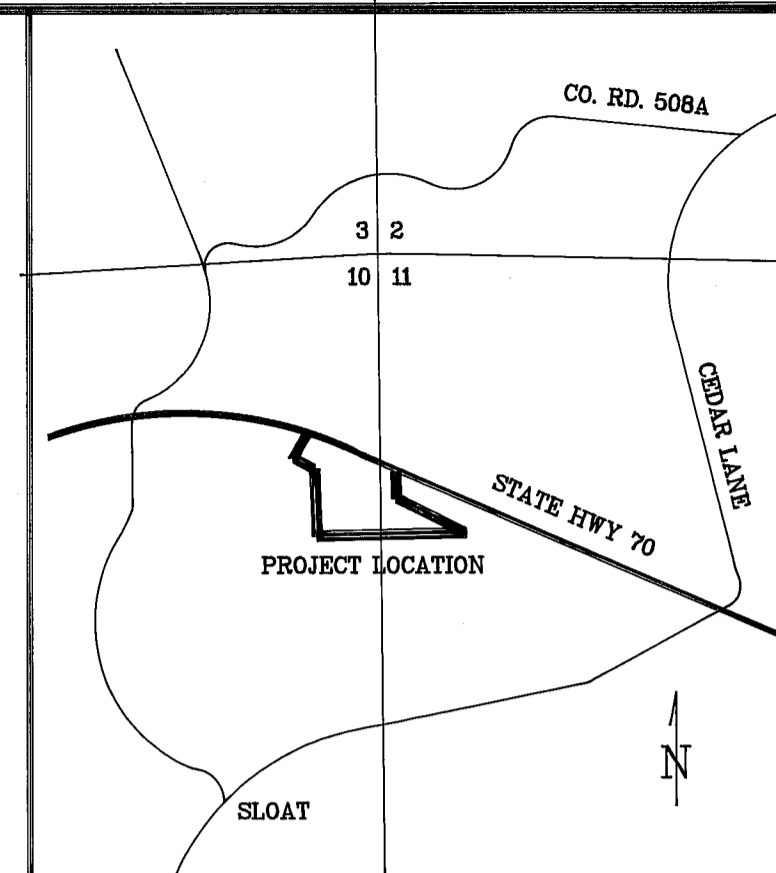 CO. RD. 508A
3 2
10 11
CEDAR LANE
STATE HWY 70
PROJECT LOCATION
N
SLOAT